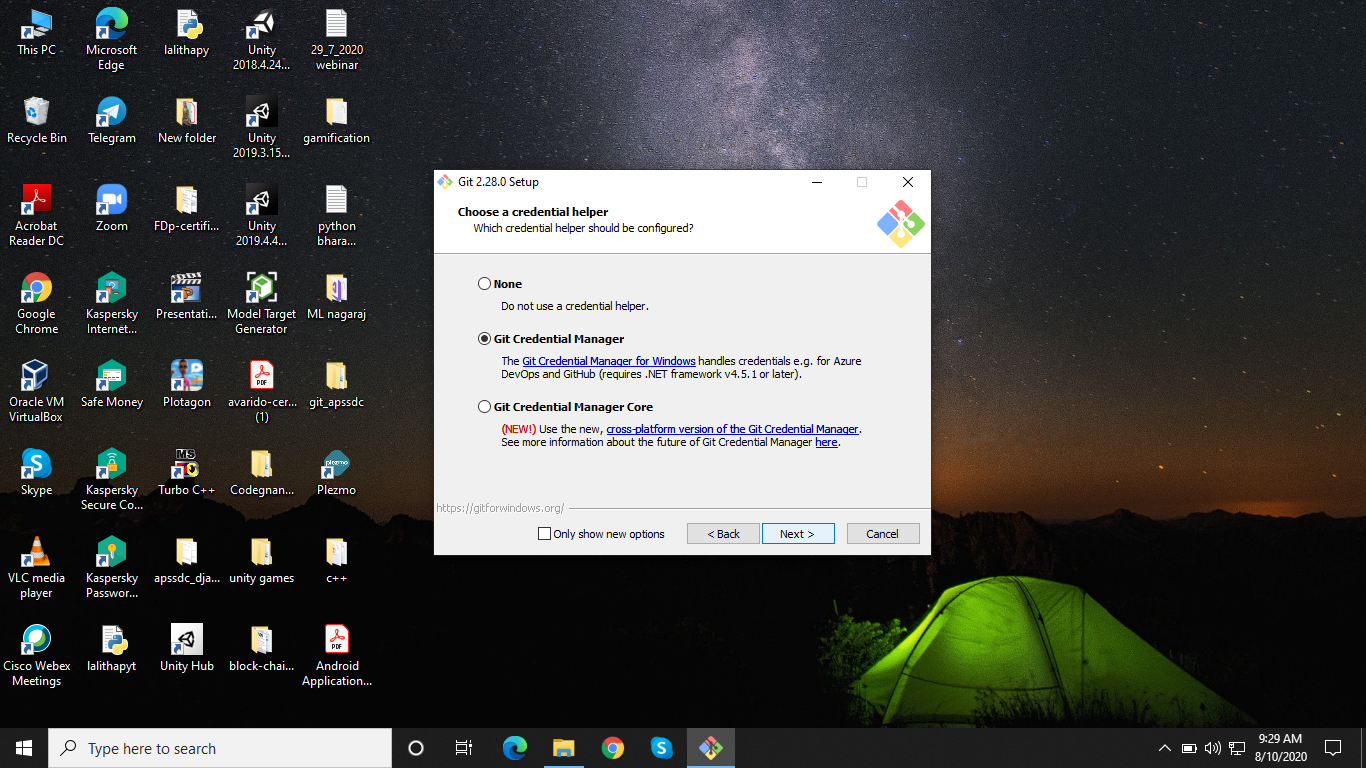 This PC
Microsoft
Edge
lalithapy
Unity
2018.4.24...
29_7_2020
webinar
Recycle Bin
Telegram
New folder
Unity
2019.3.15...
gamification
Acrobat
Reader DC
Zoom
FDp-certifi...
Unity
2019.4.4...
python
bhara...
Google
Chrome
Kaspersky
Internet...
Presentati...
Model Target
Generator
ML nagaraj
Oracle VM
VirtualBox
Safe Money
Plotagon
PDF
avarido-cer...
(1)
git_apssdc
Skype
Kaspersky
Secure Co...
MS
Turbo C++
Codegnan...
plezmo
Plezmo
VLC media
player
Kaspersky
Passwor...
apssdc_dja...
unity games
c++
Cisco Webex
Meetings
lalithapyt
Unity Hub
block-chai...
PDF
Android
Application...
Git 2.28.0 Setup
Choose a credential helper
Which credential helper should be configured?
None
Do not use a credential helper.
Git Credential Manager
The Git Credential Manager for Windows handles credentials e.g. for Azure
DevOps and GitHub (requires .NET framework v4.5.1 or later).
Git Credential Manager Core
(NEW!) Use the new, cross-platform version of the Git Credential Manager.
See more information about the future of Git Credential Manager here.
https://gitforwindows.org/
Only show new options
< Back
Next >
Cancel
Type here to search
9:29 AM
8/10/2020